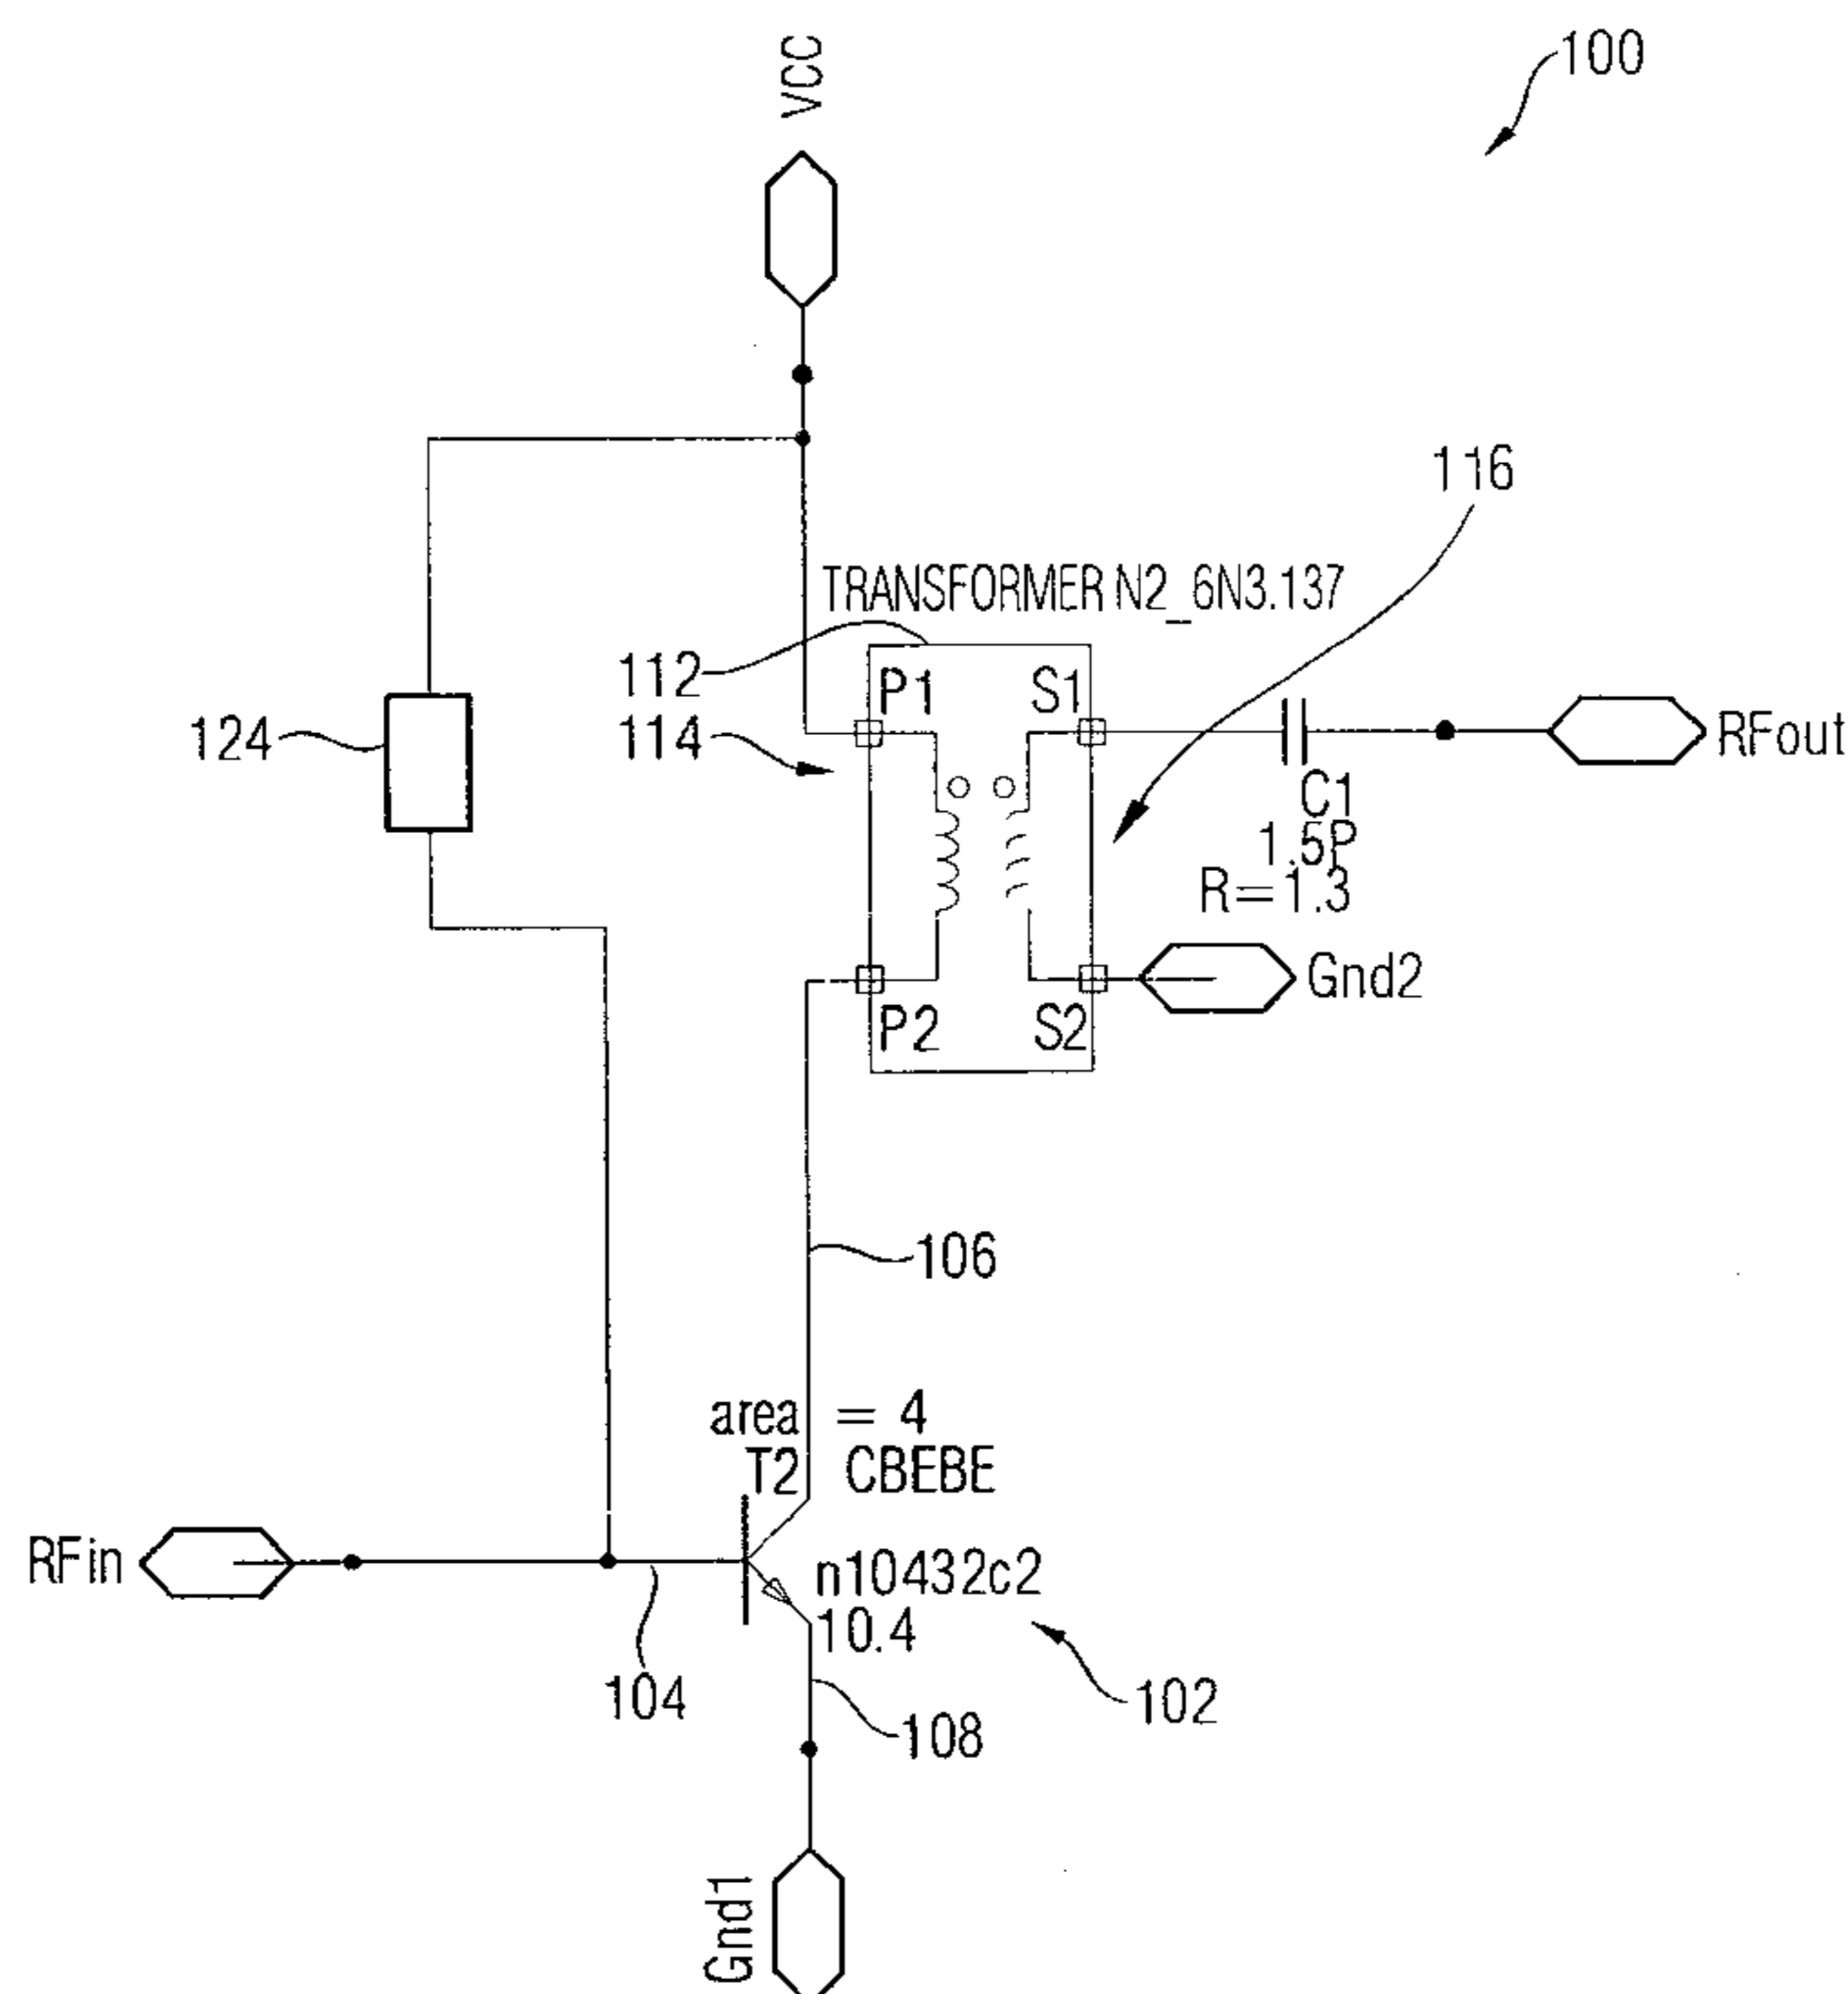 VCC
100
116
TRANSFORMER N2_6N3.137
112
P1
S1
114
124
RFout
C1
1.5P
R=1.3
Gnd2
P2
S2
106
area = 4
T2 CBEBE
RFin
n10432c2
10.4
104
102
108
Gnd1